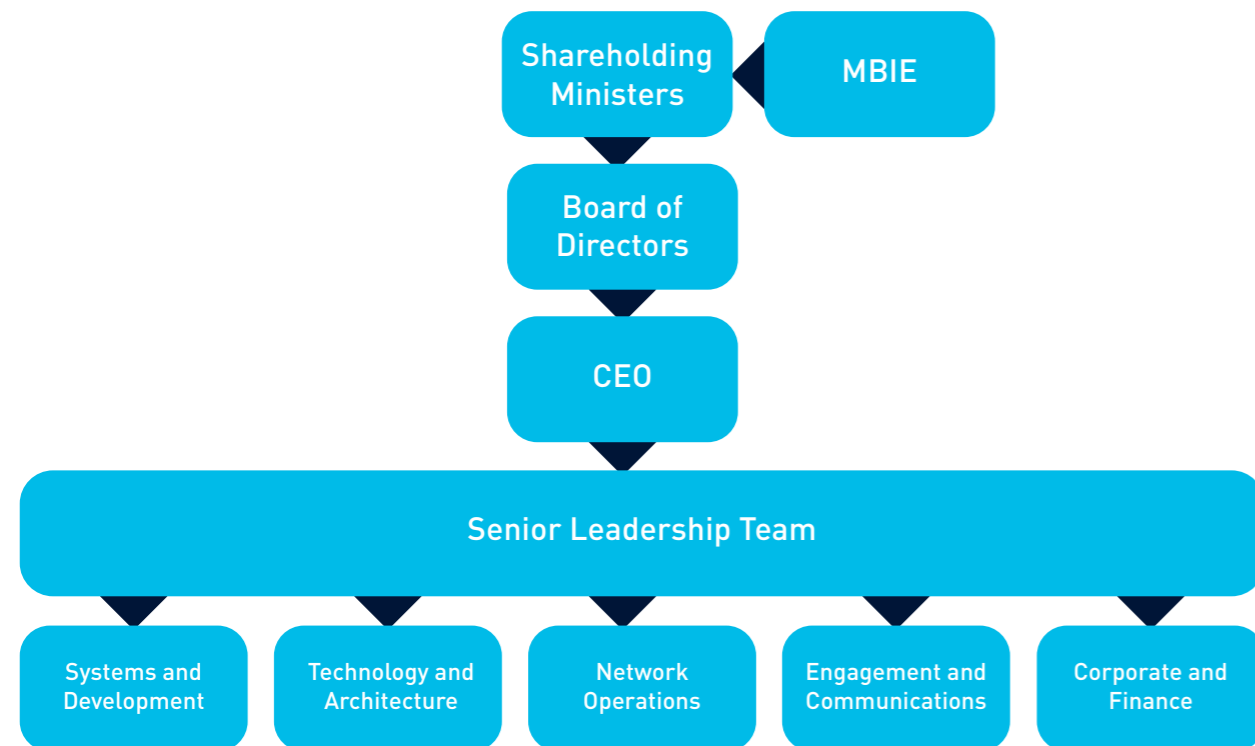 Shareholding
Ministers
MBIE
Board of
Directors
CEO
Senior Leadership Team
Systems and
Development
Technology and
Architecture
Network
Operations
Engagement and
Communications
Corporate and
Finance